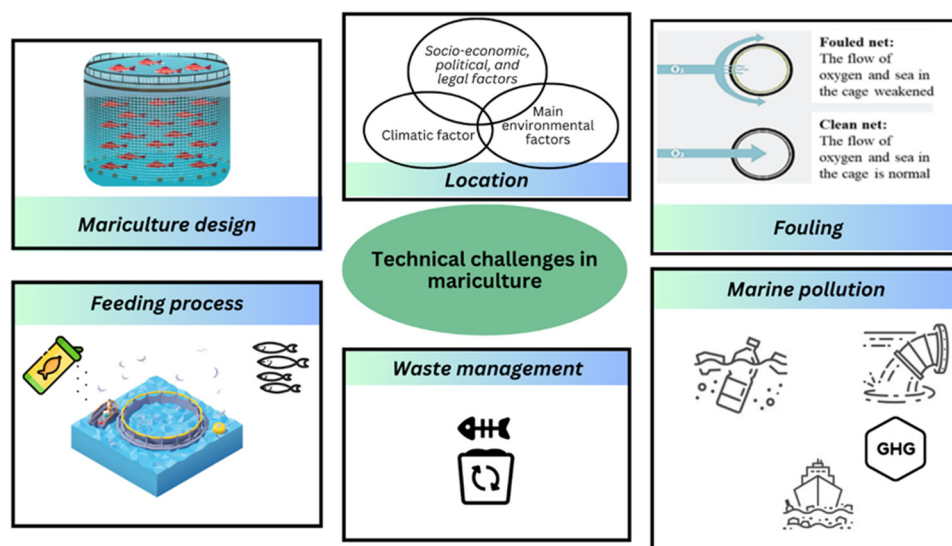 Mariculture design
Socio-economic,
political, and
legal factors
Climatic factor
Main
environmental
factors
Location
O₂
Fouled net:
The flow of
oxygen and sea in
the cage weakened
O₂
Clean net:
The flow of
oxygen and sea in
the cage is normal
Fouling
Technical challenges in
mariculture
Feeding process
Waste management
Marine pollution
GHG